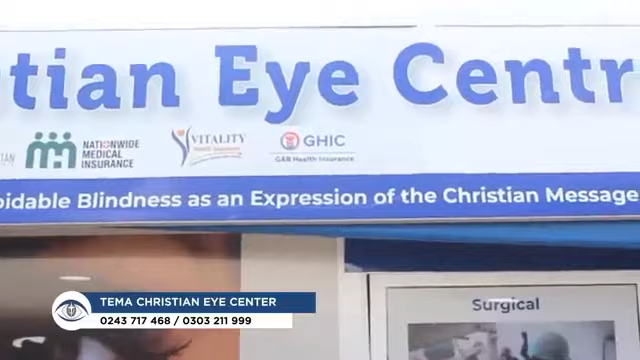 tian Eye Centr
NATIONWIDE
MEDICAL
INSURANCE
VITALITY
GHIC
GAB Health Insurance
idable Blindness as an Expression of the Christian Message
Surgical
TEMA CHRISTIAN EYE CENTER
0243 717 468 / 0303 211 999